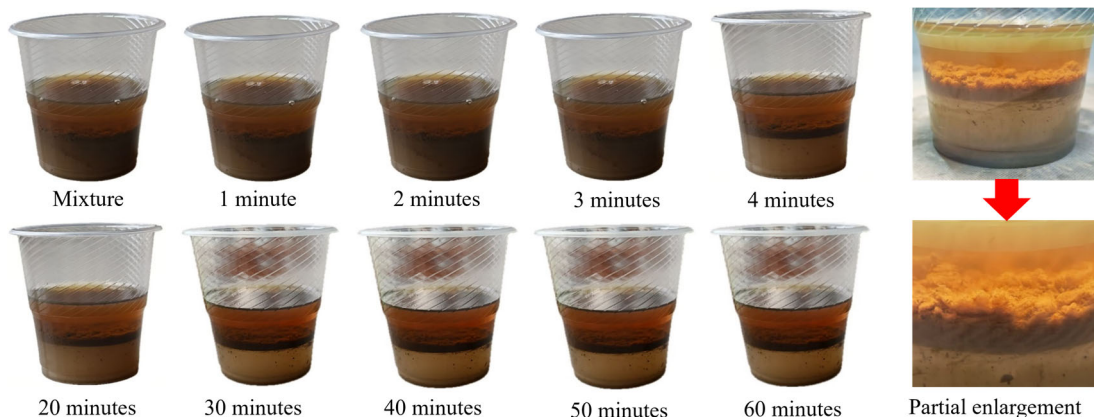 Mixture
1 minute
2 minutes
3 minutes
4 minutes
20 minutes
30 minutes
40 minutes
50 minutes
60 minutes
Partial enlargement